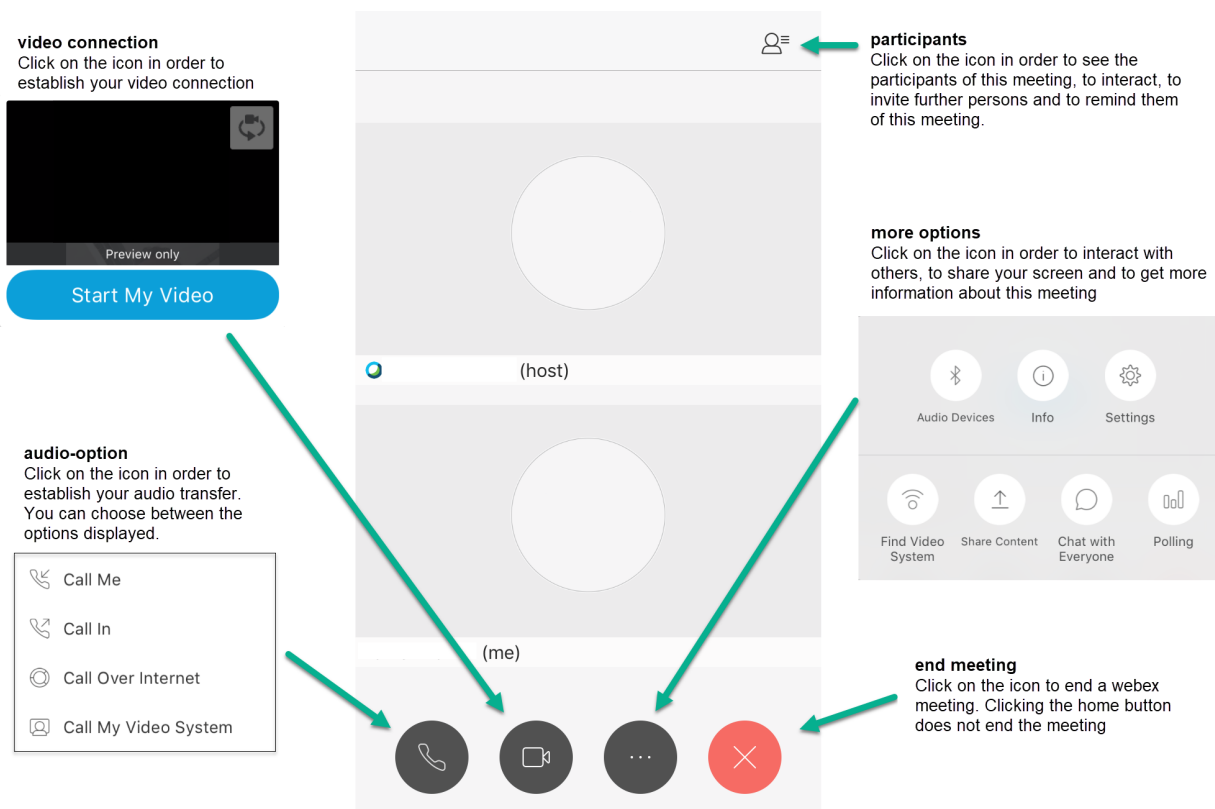 video connection
Click on the icon in order to
establish your video connection
Preview only
Start My Video
audio-option
Click on the icon in order to
establish your audio transfer.
You can choose between the
options displayed.
Call Me
Call In
Call Over Internet
Call My Video System
(host)
(me)
participants
Click on the icon in order to see the
participants of this meeting, to interact, to
invite further persons and to remind them
of this meeting.
more options
Click on the icon in order to interact with
others, to share your screen and to get more
information about this meeting
Audio Devices
Info
Settings
Find Video
System
Share Content
Chat with
Everyone
Polling
end meeting
Click on the icon to end a webex
meeting. Clicking the home button
does not end the meeting